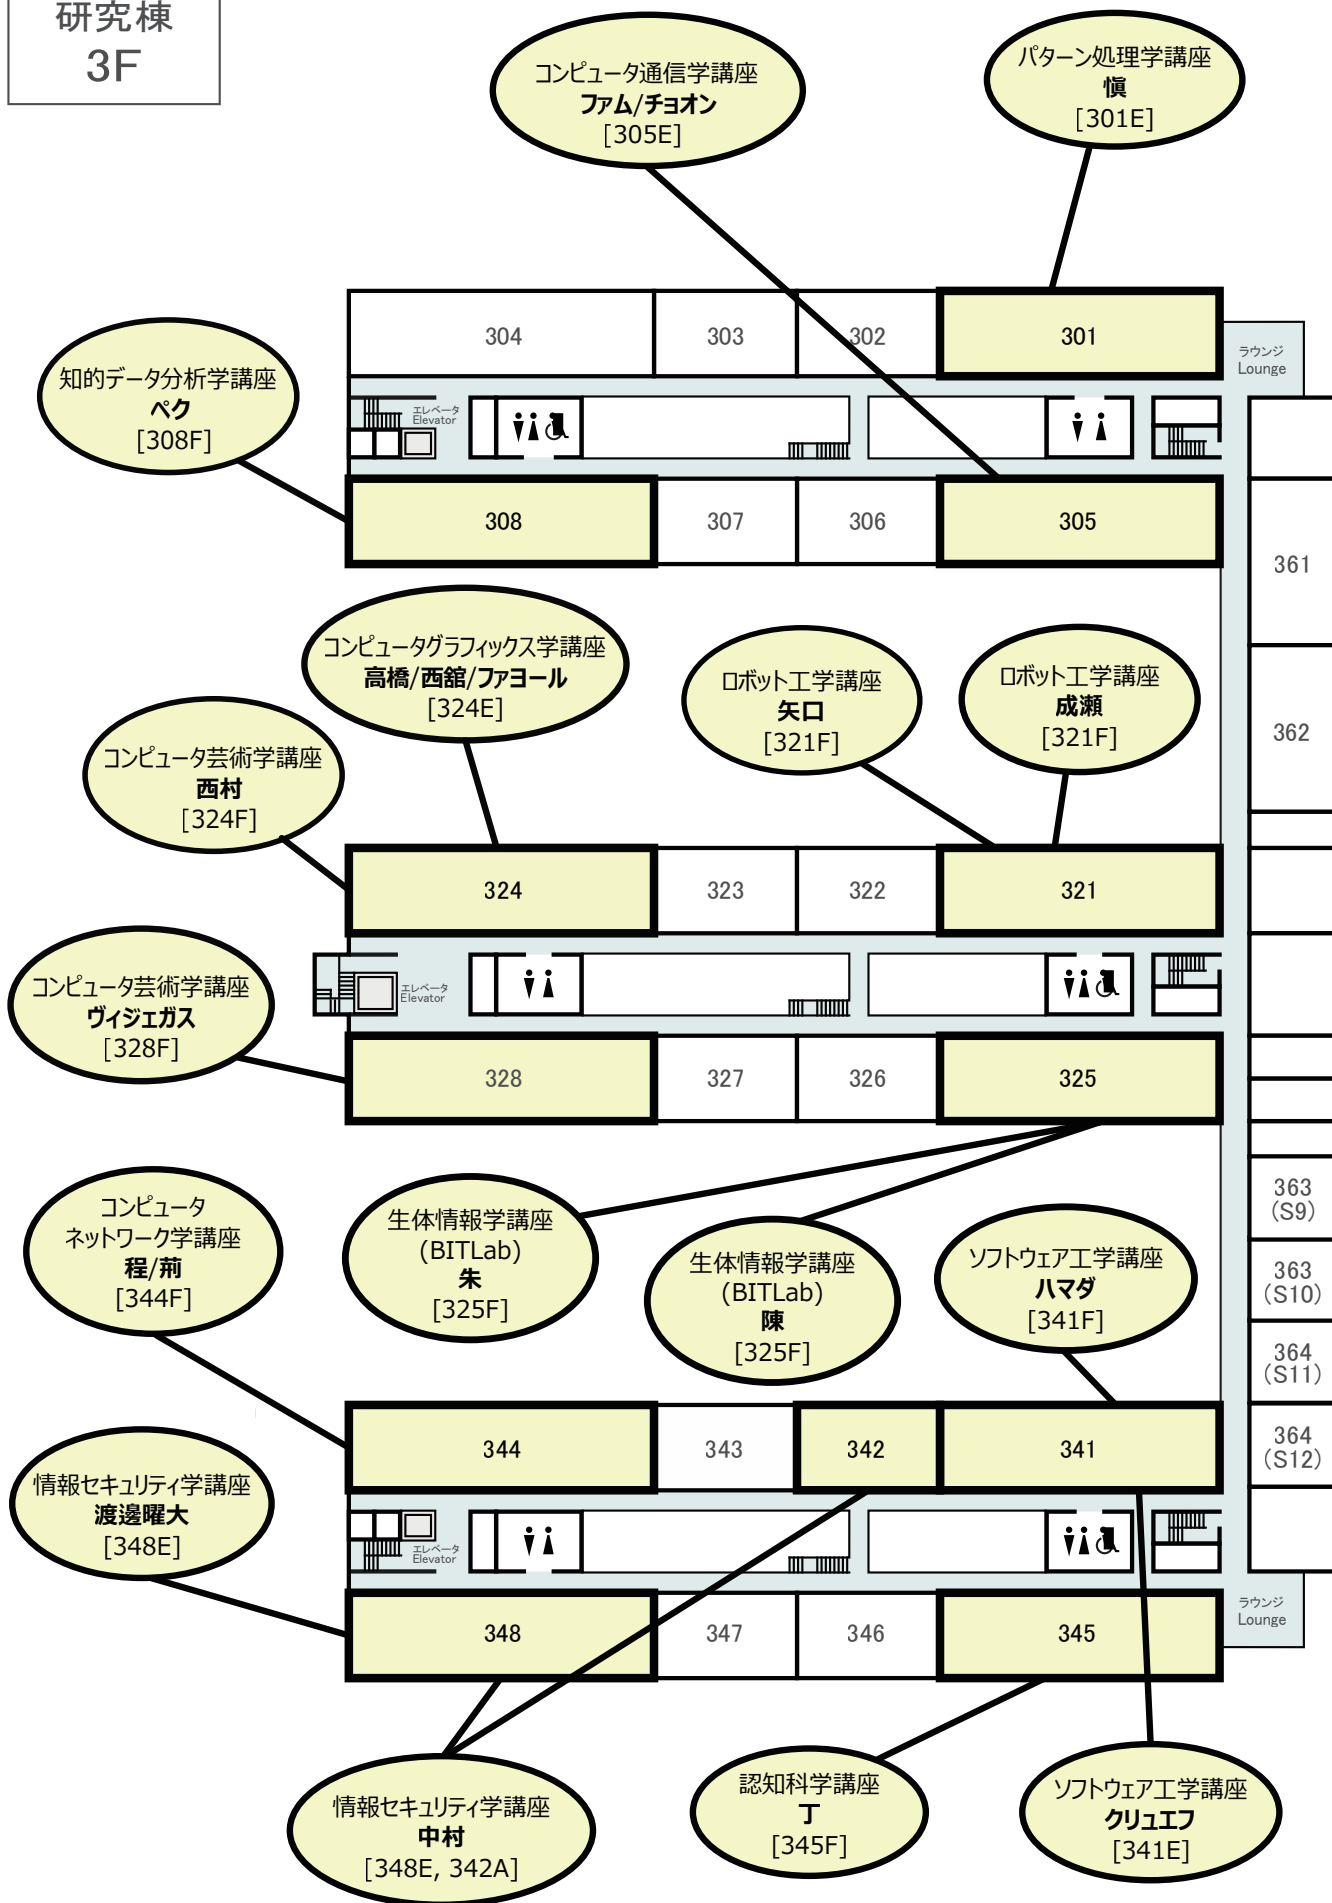 研究棟
3F
コンピュータ通信学講座
ファム/チョオン
[305E]
パターン処理学講座
愼
[301E]
304
303
302
301
ラウンジ
Lounge
知的データ分析学講座
ペク
[308F]
エレベータ
Elevator
308
307
306
305
361
コンピュータグラフィックス学講座
高橋/西舘/ファヨール
[324E]
ロボット工学講座
矢口
[321F]
ロボット工学講座
成瀬
[321F]
362
コンピュータ芸術学講座
西村
[324F]
324
323
322
321
コンピュータ芸術学講座
ヴィジェガス
[328F]
エレベータ
Elevator
328
327
326
325
コンピュータ
ネットワーク学講座
程/荊
[344F]
生体情報学講座
(BITLab)
朱
[325F]
生体情報学講座
(BITLab)
陳
[325F]
ソフトウェア工学講座
ハマダ
[341F]
363
(S9)
363
(S10)
364
(S11)
364
(S12)
344
343
342
341
情報セキュリティ学講座
渡邊曜大
[348E]
エレベータ
Elevator
348
347
346
345
ラウンジ
Lounge
情報セキュリティ学講座
中村
[348E, 342A]
認知科学講座
丁
[345F]
ソフトウェア工学講座
クリュエフ
[341E]